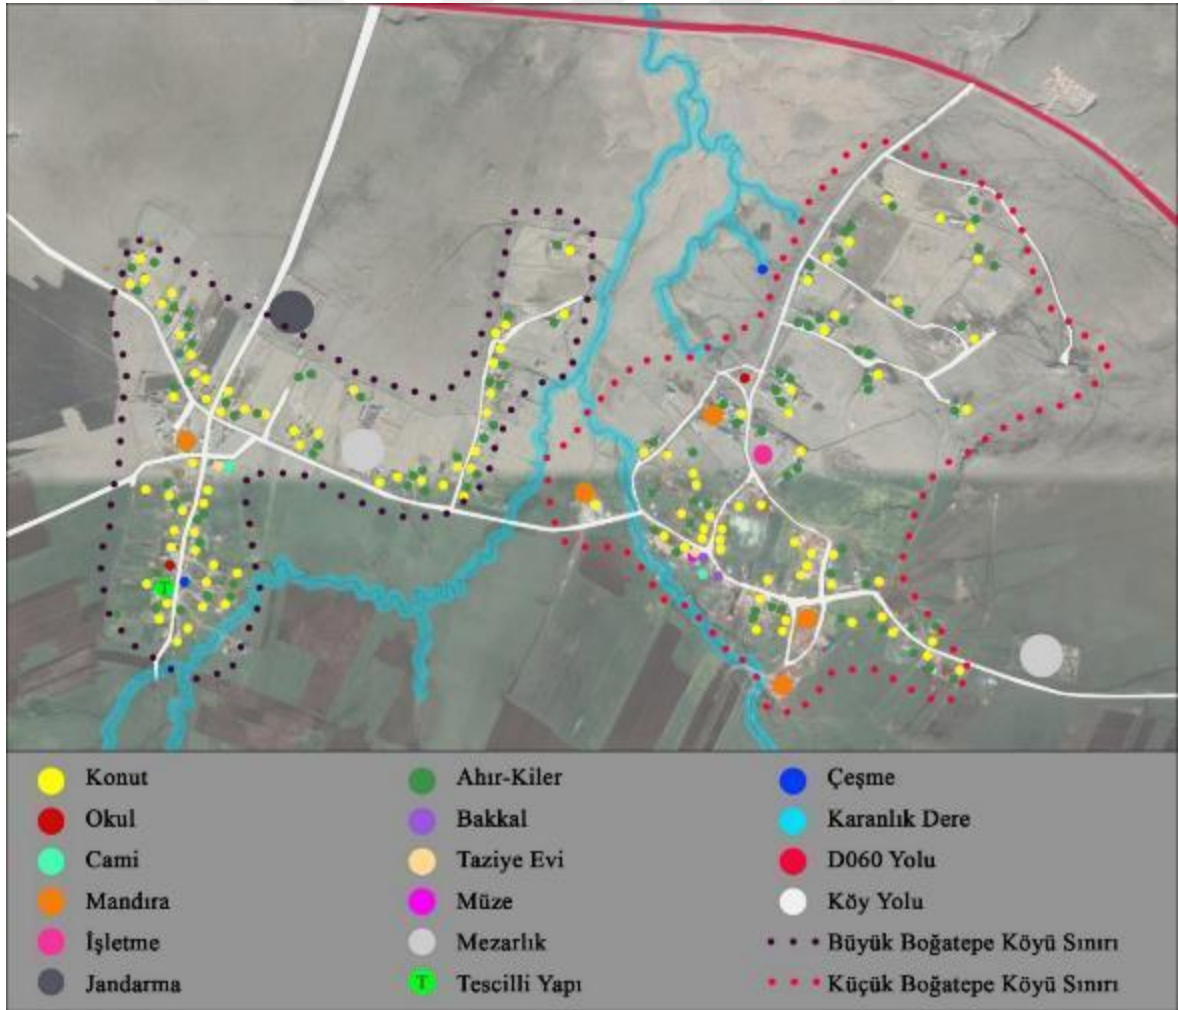 T
Konut
Ahır-Kiler
Çeşme
Okul
Bakkal
Karanlık Dere
Cami
Taziye Evi
D060 Yolu
Mandıra
Müze
Köy Yolu
İşletme
Mezarlık
Büyük Boğatepe Köyü Sınırı
Jandarma
T
Tescilli Yapı
Küçük Boğatepe Köyü Sınırı